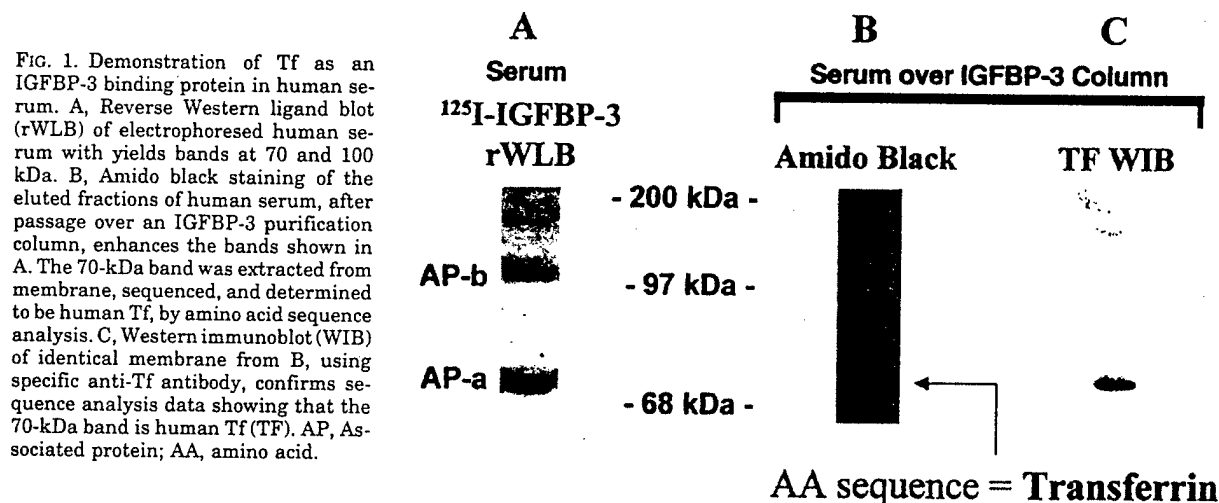 FIG. 1. Demonstration of Tf as an
IGFBP-3 binding protein in human se-
rum. A, Reverse Western ligand blot
(rWLB) of electrophoresed human se-
rum with yields bands at 70 and 100
kDa. B, Amido black staining of the
eluted fractions of human serum, after
passage over an IGFBP-3 purification
column, enhances the bands shown in
A. The 70-kDa band was extracted from
membrane, sequenced, and determined
to be human Tf, by amino acid sequence
analysis. C, Western immunoblot (WIB)
of identical membrane from B, using
specific anti-Tf antibody, confirms se-
quence analysis data showing that the
70-kDa band is human Tf (TF). AP, As-
sociated protein; AA, amino acid.
A
Serum
¹²⁵I-IGFBP-3
rWLB
B
C
Serum over IGFBP-3 Column
Amido Black
TF WIB
- 200 kDa -
AP-b
- 97 kDa -
AP-a
- 68 kDa -
AA sequence = Transferrin